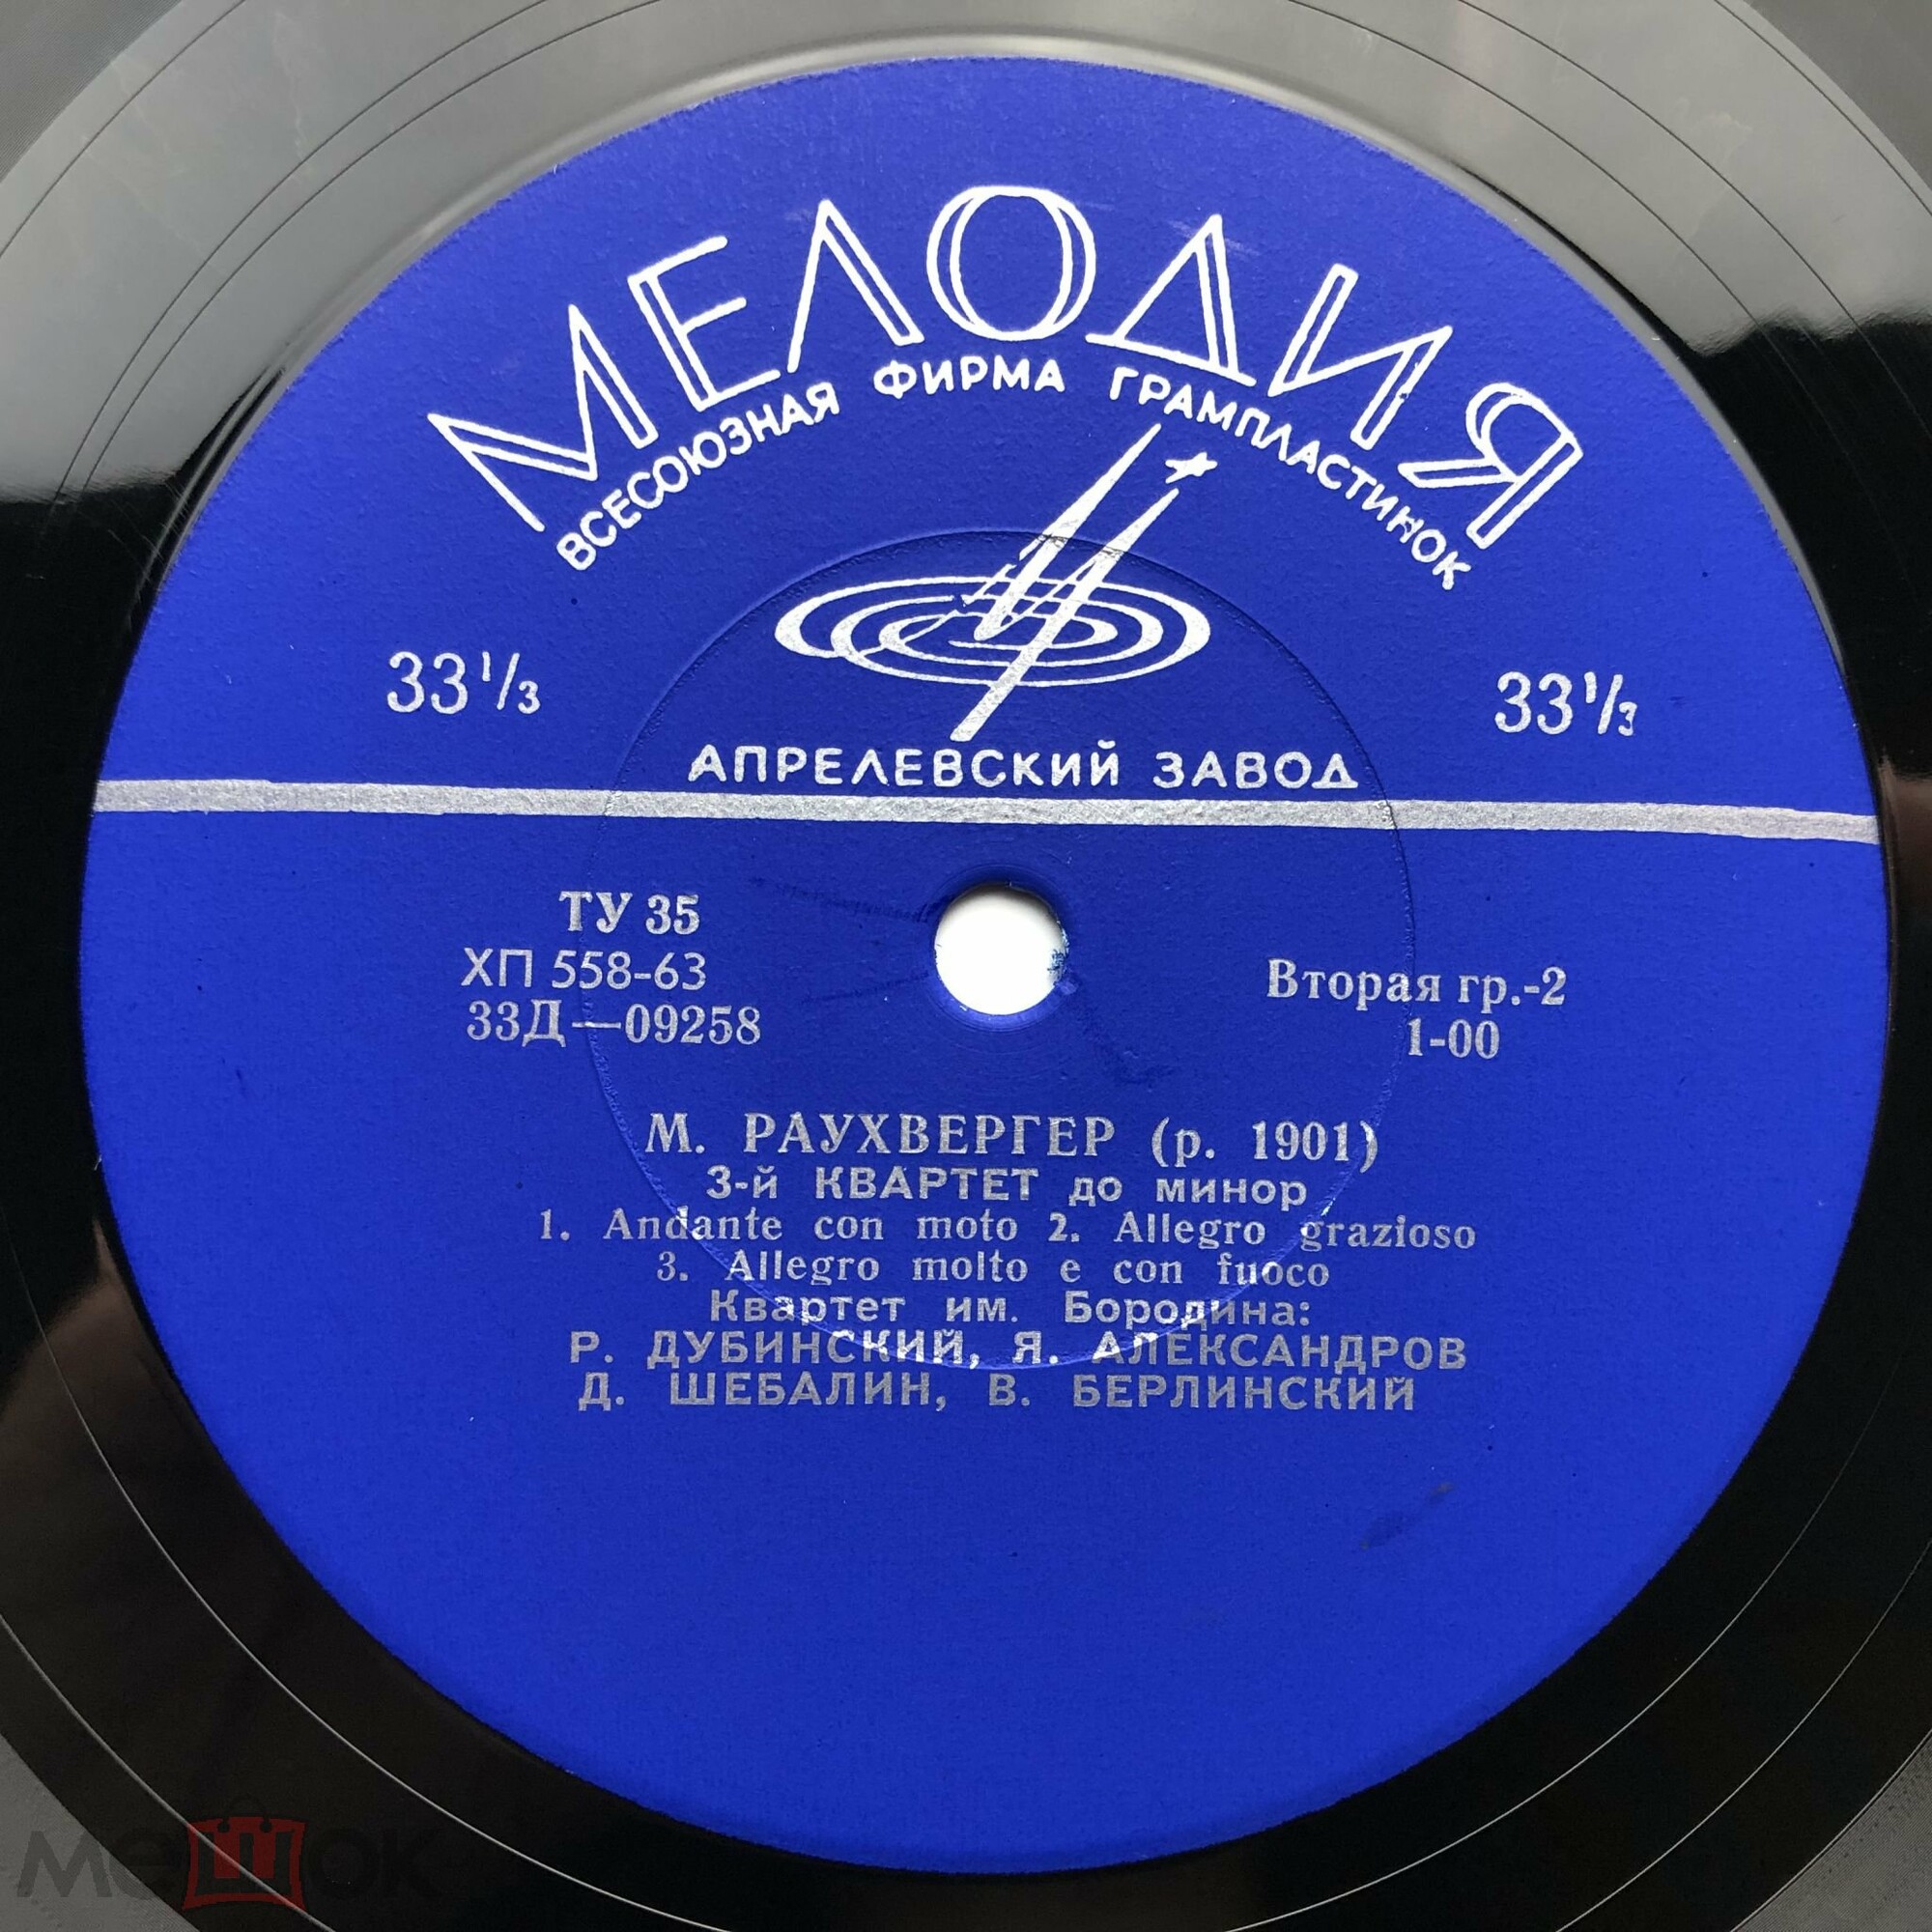 МЕЛОДИЯ
ВСЕСОЮЗНАЯ ФИРМА ГРАМПЛАСТИНОК
33⅓ 33⅓
АПРЕЛЕВСКИЙ ЗАВОД
ТУ 35
ХП 558-63
33Д—09258
Вторая гр.-2
1-00
М. РАУХВЕРГЕР (р. 1901)
3-й КВАРТЕТ до минор
1. Andante con moto 2. Allegro grazioso
3. Allegro molto e con fuoco
Квартет им. Бородина:
Р. ДУБИНСКИЙ, Я. АЛЕКСАНДРОВ
Д. ШЕБАЛИН, В. БЕРЛИНСКИЙ
мешок